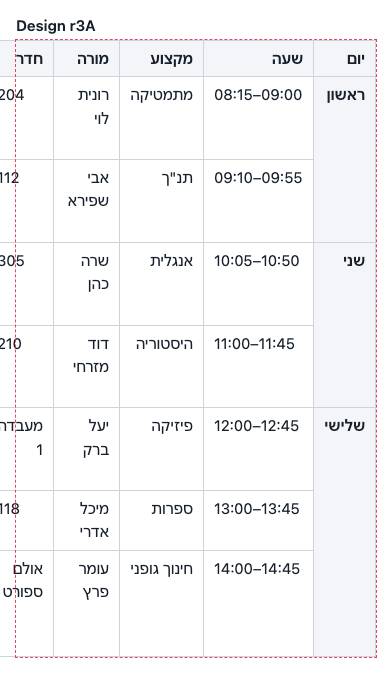 Design r3A
יום שעה מקצוע מורה חדר
ראשון 08:15–09:00 מתמטיקה רונית 204
לוי
09:10–09:55 תנ"ך אבי 112
שפירא
שני 10:05–10:50 אנגלית שרה 305
כהן
11:00–11:45 היסטוריה דוד 210
מזרחי
שלישי 12:00–12:45 פיזיקה יעל מעבדה
ברק 1
13:00–13:45 ספרות מיכל 118
אדרי
14:00–14:45 חינוך גופני עומר אולם
פרץ ספורט